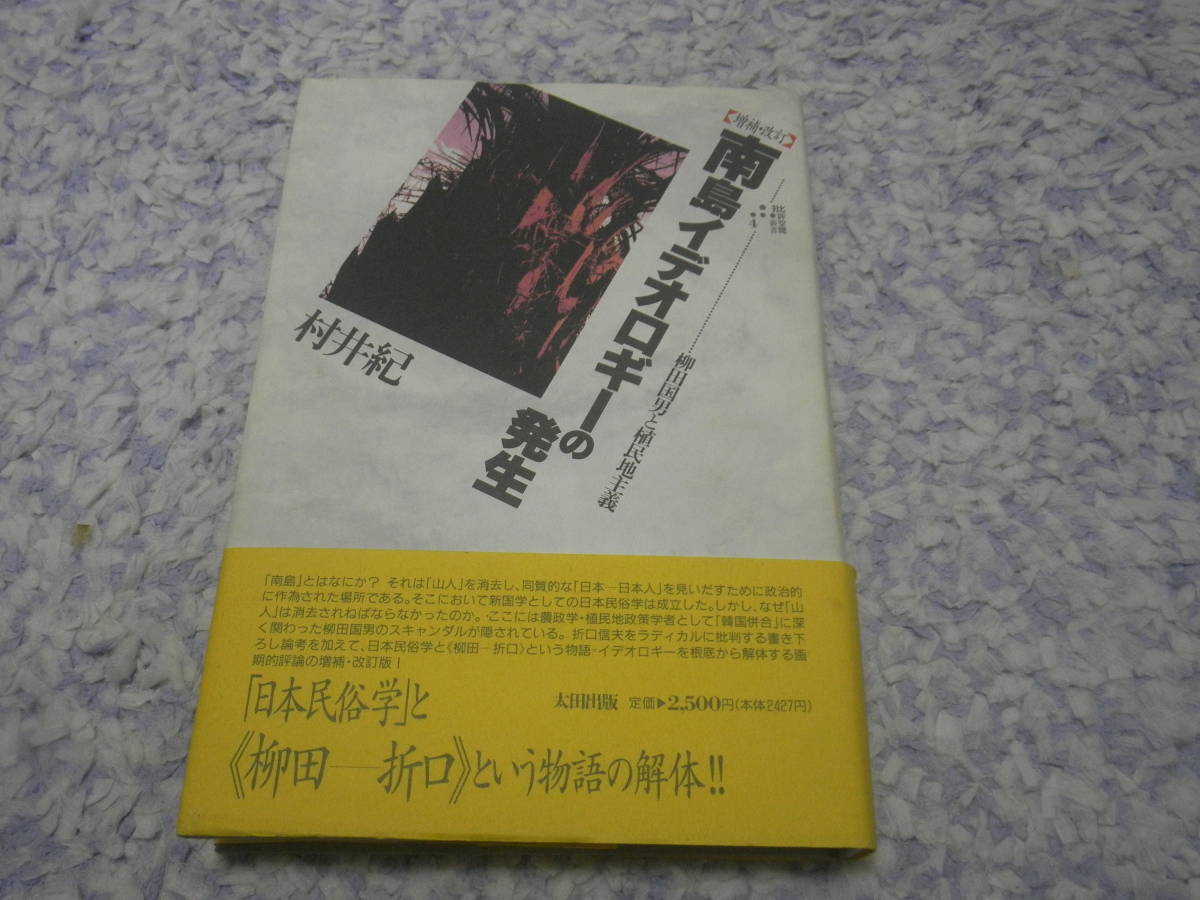 【増補・改訂】
南島イデオロギーの
発生
柳田国男と植民地主義
批評空間
叢書
4
村井紀
「南島」とはなにか? それは「山人」を消去し、同質的な「日本―日本人」を見いだすために政治的
に作為された場所である。そこにおいて新国学としての日本民俗学は成立した。しかし、なぜ「山
人」は消去されねばならなかったのか。ここには農政学・植民地政策学者として「韓国併合」に深
く関わった柳田国男のスキャンダルが隠されている。折口信夫をラディカルに批判する書き下
ろし論考を加えて、日本民俗学と《柳田―折口》という物語=イデオロギーを根底から解体する画
期的評論の増補・改訂版!
「日本民俗学」と
太田出版 定価▶2,500円(本体2427円)
《柳田―折口》という物語の解体!!